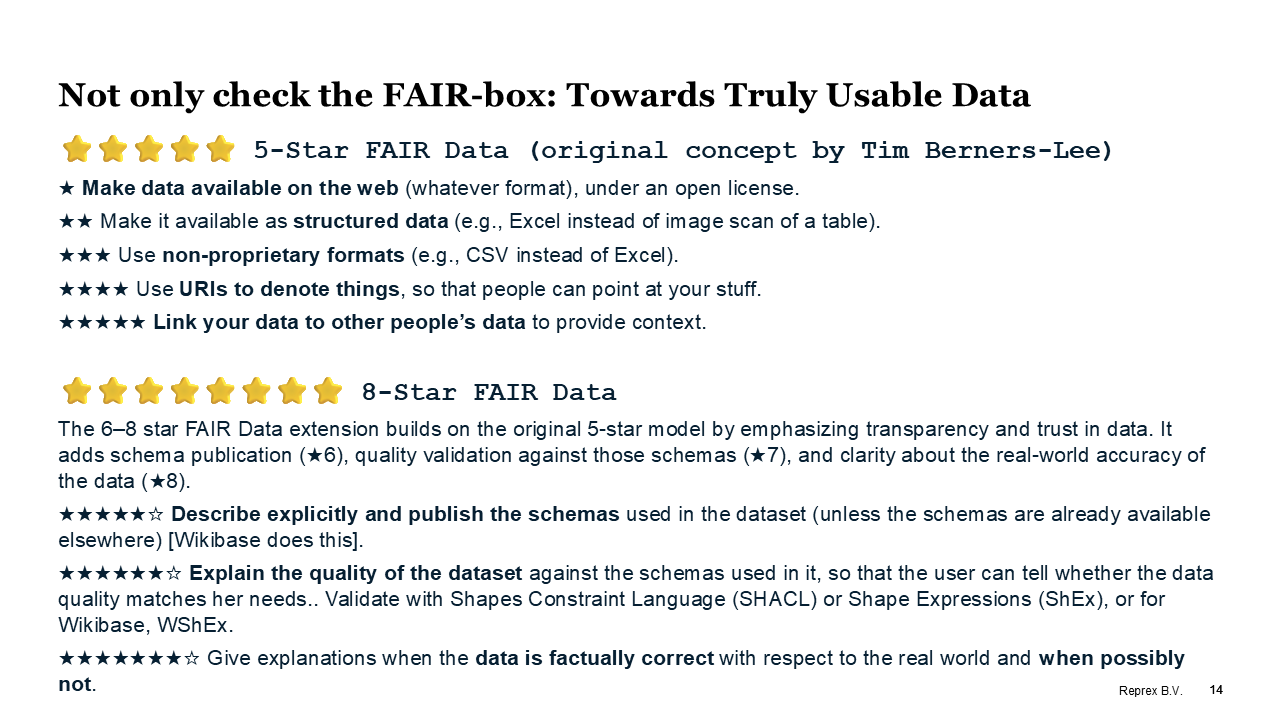 Not only check the FAIR-box: Towards Truly Usable Data
⭐⭐⭐⭐⭐ 5-Star FAIR Data (original concept by Tim Berners-Lee)
★ Make data available on the web (whatever format), under an open license.
★★ Make it available as structured data (e.g., Excel instead of image scan of a table).
★★★ Use non-proprietary formats (e.g., CSV instead of Excel).
★★★★ Use URIs to denote things, so that people can point at your stuff.
★★★★★ Link your data to other people’s data to provide context.
⭐⭐⭐⭐⭐⭐⭐⭐ 8-Star FAIR Data
The 6–8 star FAIR Data extension builds on the original 5-star model by emphasizing transparency and trust in data. It
adds schema publication (★6), quality validation against those schemas (★7), and clarity about the real-world accuracy of
the data (★8).
★★★★★☆ Describe explicitly and publish the schemas used in the dataset (unless the schemas are already available
elsewhere) [Wikibase does this].
★★★★★★☆ Explain the quality of the dataset against the schemas used in it, so that the user can tell whether the data
quality matches her needs.. Validate with Shapes Constraint Language (SHACL) or Shape Expressions (ShEx), or for
Wikibase, WShEx.
★★★★★★★☆ Give explanations when the data is factually correct with respect to the real world and when possibly
not.
Reprex B.V. 14